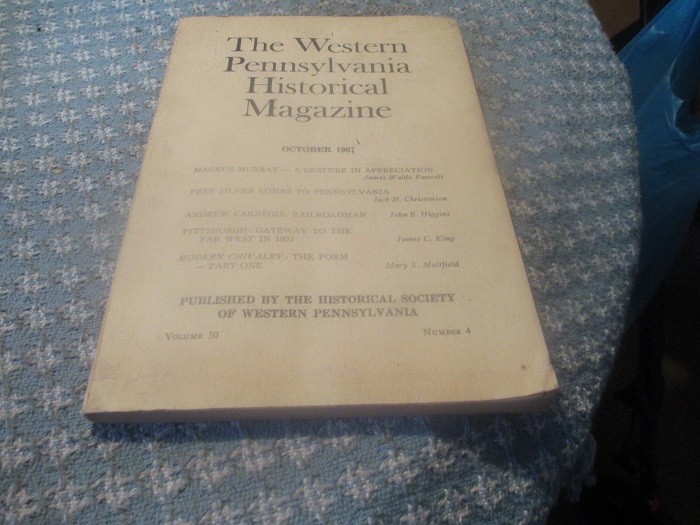 The Western
Pennsylvania
Historical
Magazine
OCTOBER 1967
MAGNUS MURRAY — A GESTURE IN APPRECIATION
James Waldo Fawcett
FREE SILVER COMES TO PENNSYLVANIA
Jack H. Christenson
ANDREW CARNEGIE, RAILROADMAN John E. Higgins
PITTSBURGH: GATEWAY TO THE
FAR WEST IN 1803 James C. King
MODERN CHIVALRY: THE FORM
— PART ONE Mary S. Mattfield
PUBLISHED BY THE HISTORICAL SOCIETY
OF WESTERN PENNSYLVANIA
VOLUME 50 NUMBER 4